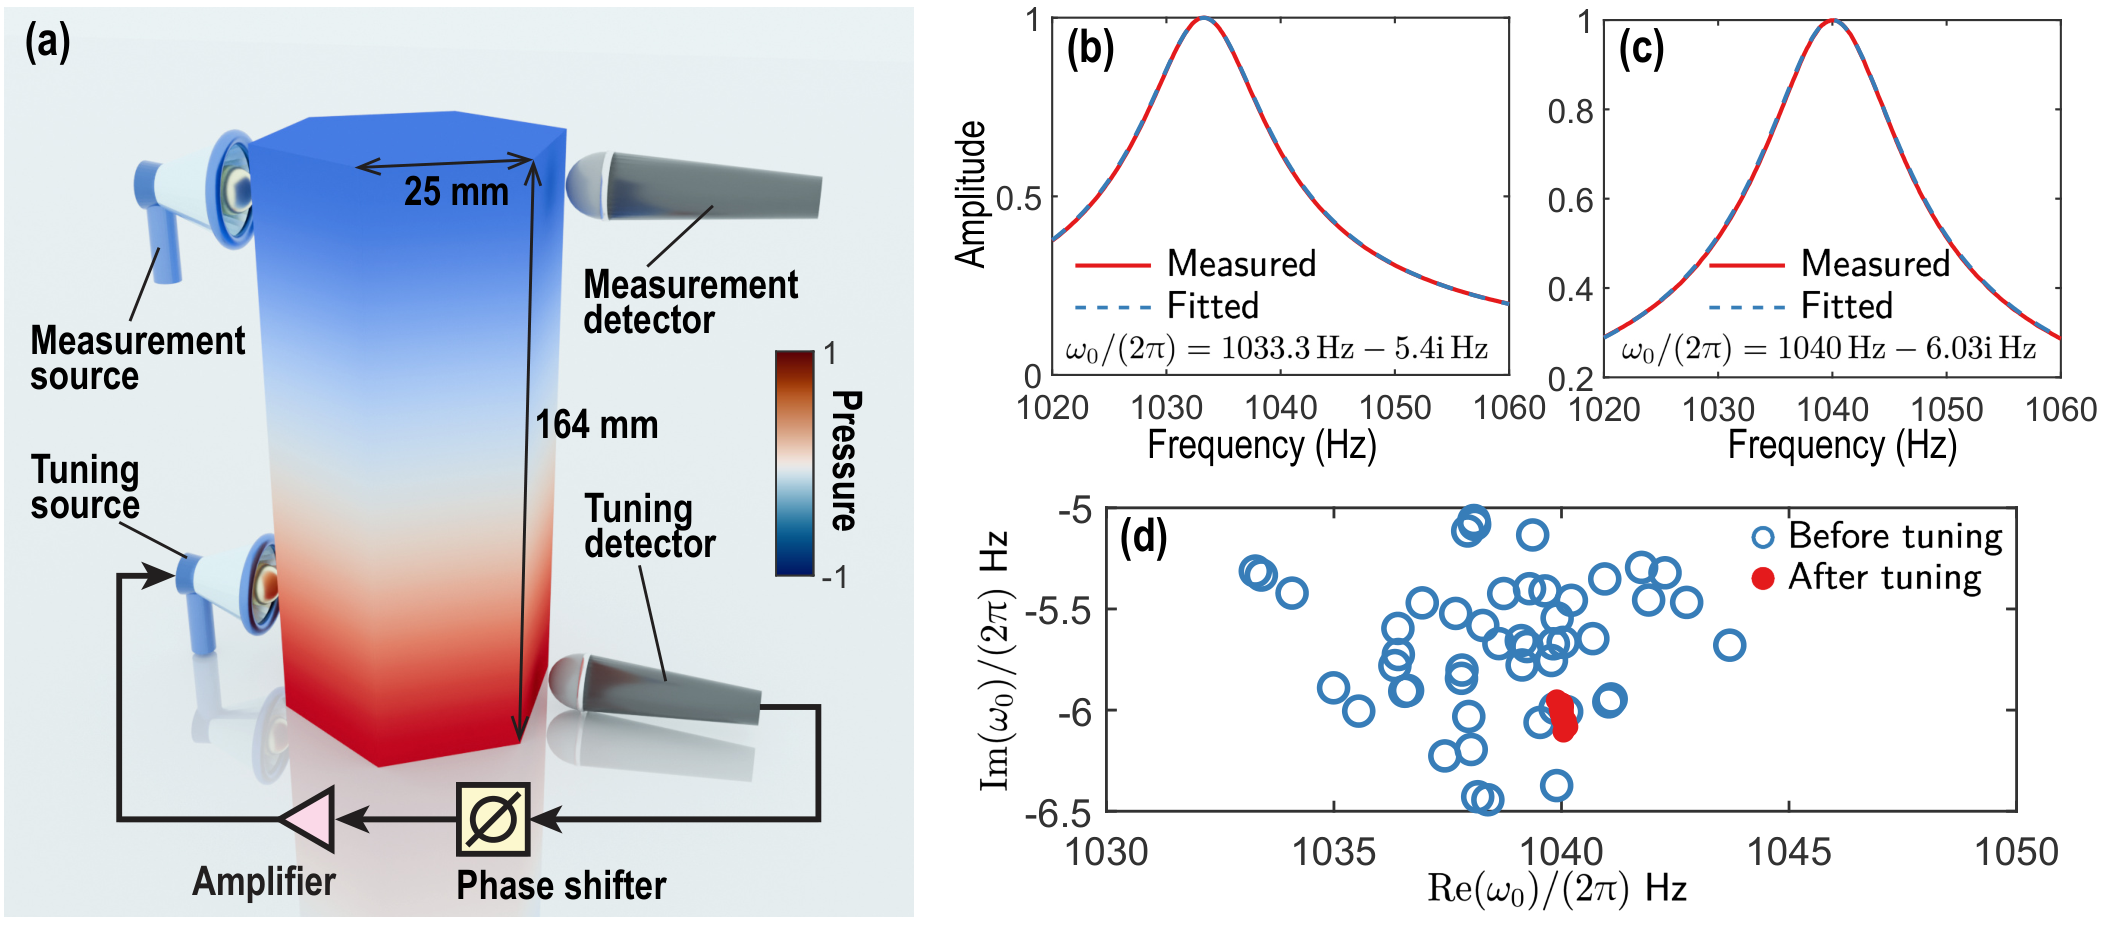 (a)
25 mm
Measurement
detector
Measurement
source
164 mm
1
Pressure
-1
Tuning
source
Tuning
detector
Amplifier
Phase shifter
(b)
1
0.5
0
Amplitude
Measured
Fitted
ω₀/(2π) = 1033.3 Hz − 5.4i Hz
1020 1030 1040 1050 1060
Frequency (Hz)
(c)
1
0.8
0.6
0.4
0.2
Measured
Fitted
ω₀/(2π) = 1040 Hz − 6.03i Hz
1020 1030 1040 1050 1060
Frequency (Hz)
(d)
-5
-5.5
-6
-6.5
Im(ω₀)/(2π) Hz
Before tuning
After tuning
1030 1035 1040 1045 1050
Re(ω₀)/(2π) Hz